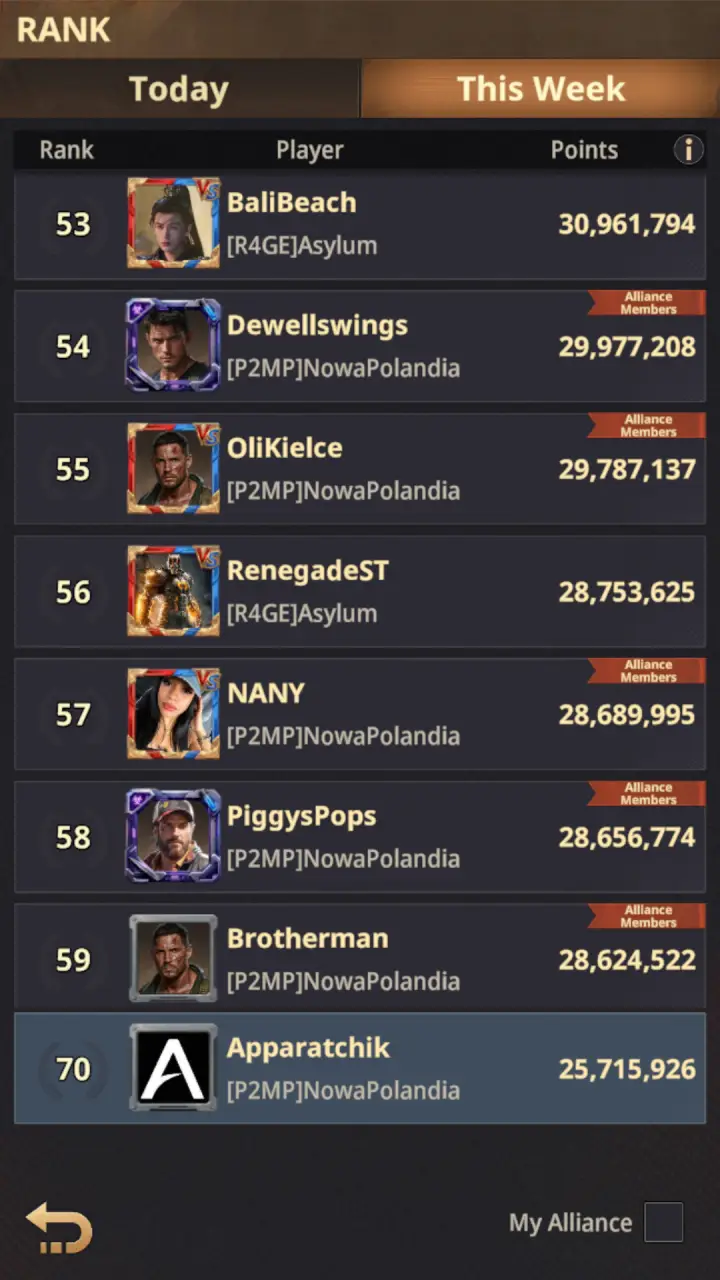 RANK
Today This Week
Rank Player Points i
53 BaliBeach 30,961,794
[R4GE]Asylum
Alliance Members
54 Dewellswings 29,977,208
[P2MP]NowaPolandia
Alliance Members
55 OliKielce 29,787,137
[P2MP]NowaPolandia
56 RenegadeST 28,753,625
[R4GE]Asylum
Alliance Members
57 NANY 28,689,995
[P2MP]NowaPolandia
Alliance Members
58 PiggysPops 28,656,774
[P2MP]NowaPolandia
Alliance Members
59 Brotherman 28,624,522
[P2MP]NowaPolandia
70 Apparatchik 25,715,926
[P2MP]NowaPolandia
My Alliance